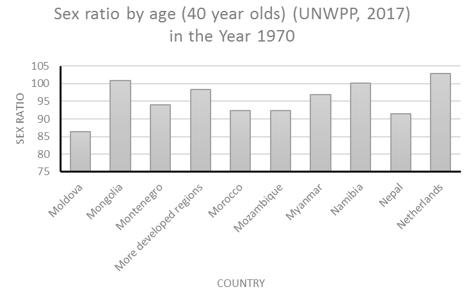 Sex ratio by age (40 year olds) (UNWPP, 2017)
in the Year 1970
105
100
95
90
85
80
75
SEX RATIO
Moldova
Mongolia
Montenegro
More developed regions
Morocco
Mozambique
Myanmar
Namibia
Nepal
Netherlands
COUNTRY